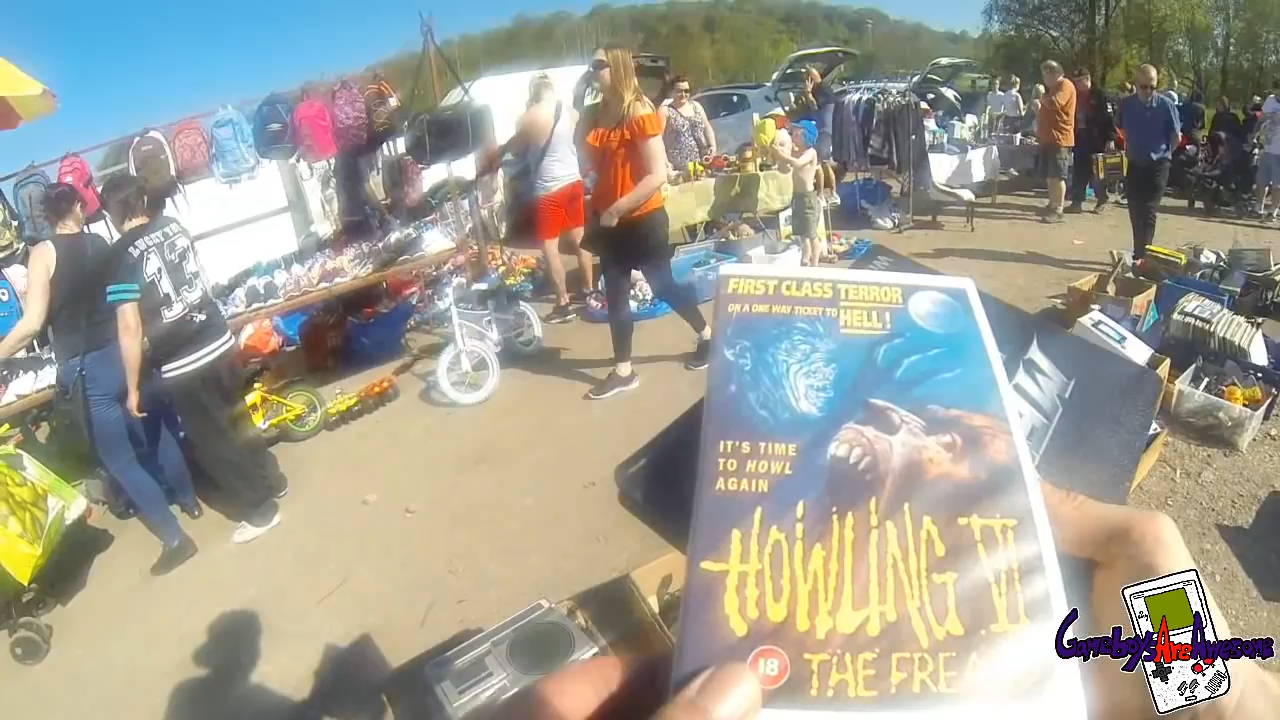 LUCKY
13
FIRST CLASS TERROR
ON A ONE WAY TICKET TO HELL!
IT'S TIME
TO HOWL
AGAIN
HOWLING VI
18
THE FREA
GameboysAreAwesome